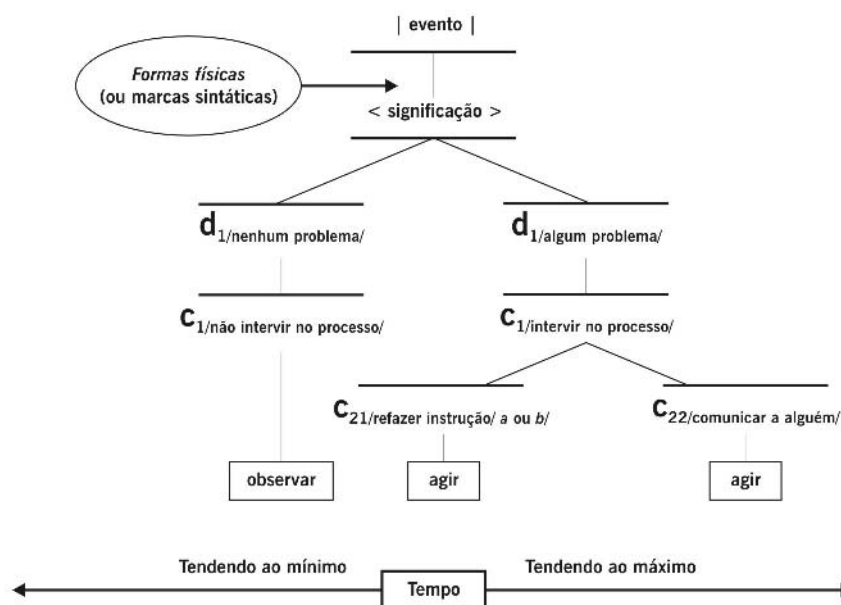 | evento |
Formas físicas
(ou marcas sintáticas)
< significação >
d1/nenhum problema/
d1/algum problema/
c1/não intervir no processo/
c1/intervir no processo/
c21/refazer instrução/ a ou b/
c22/comunicar a alguém/
observar
agir
agir
Tendendo ao mínimo
Tendendo ao máximo
Tempo